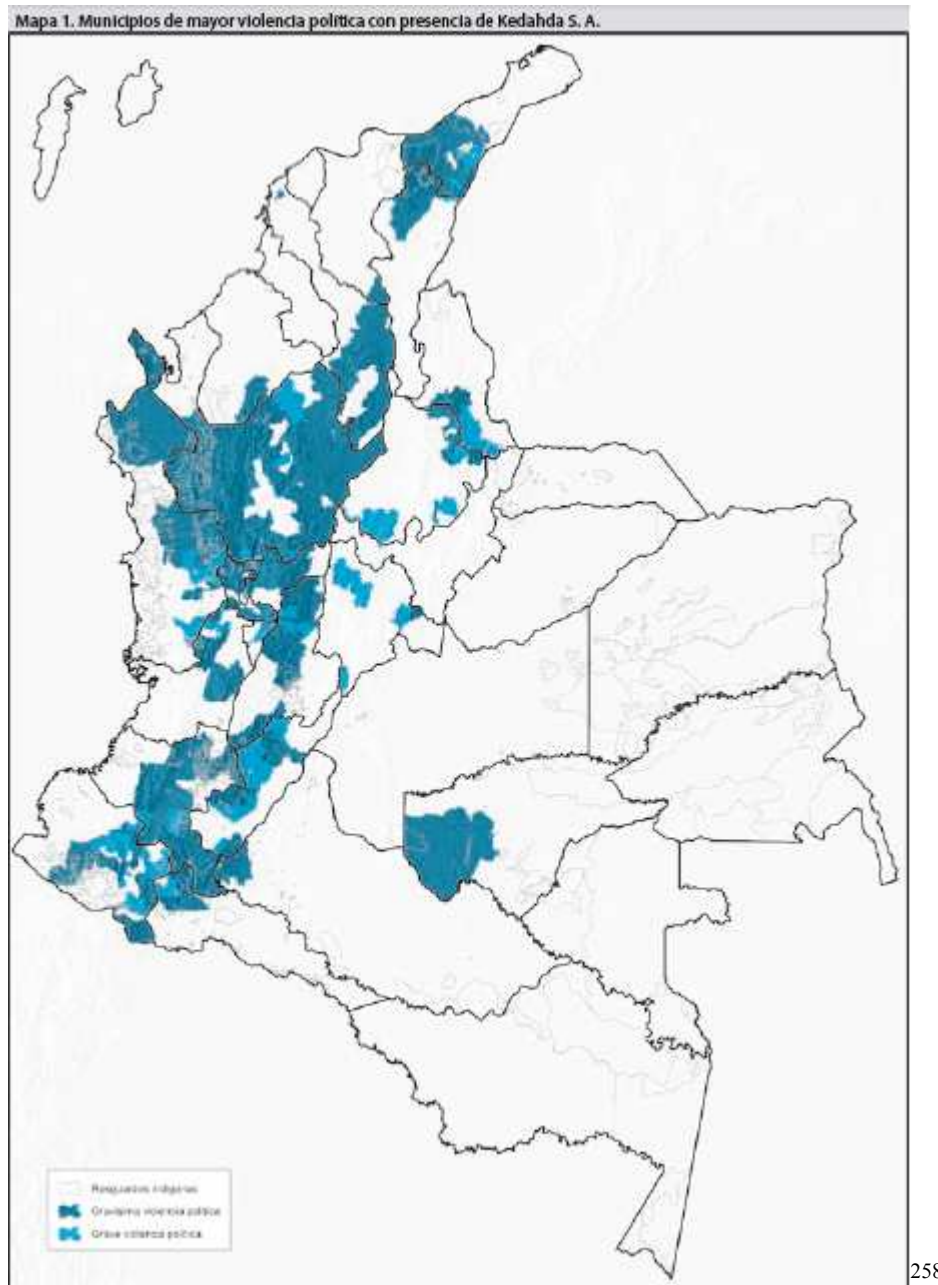 Mapa 1. Municipios de mayor violencia política con presencia de Kedahda S. A.
Resguardos indígenas
Gravísima violencia política
Grave violencia política
258